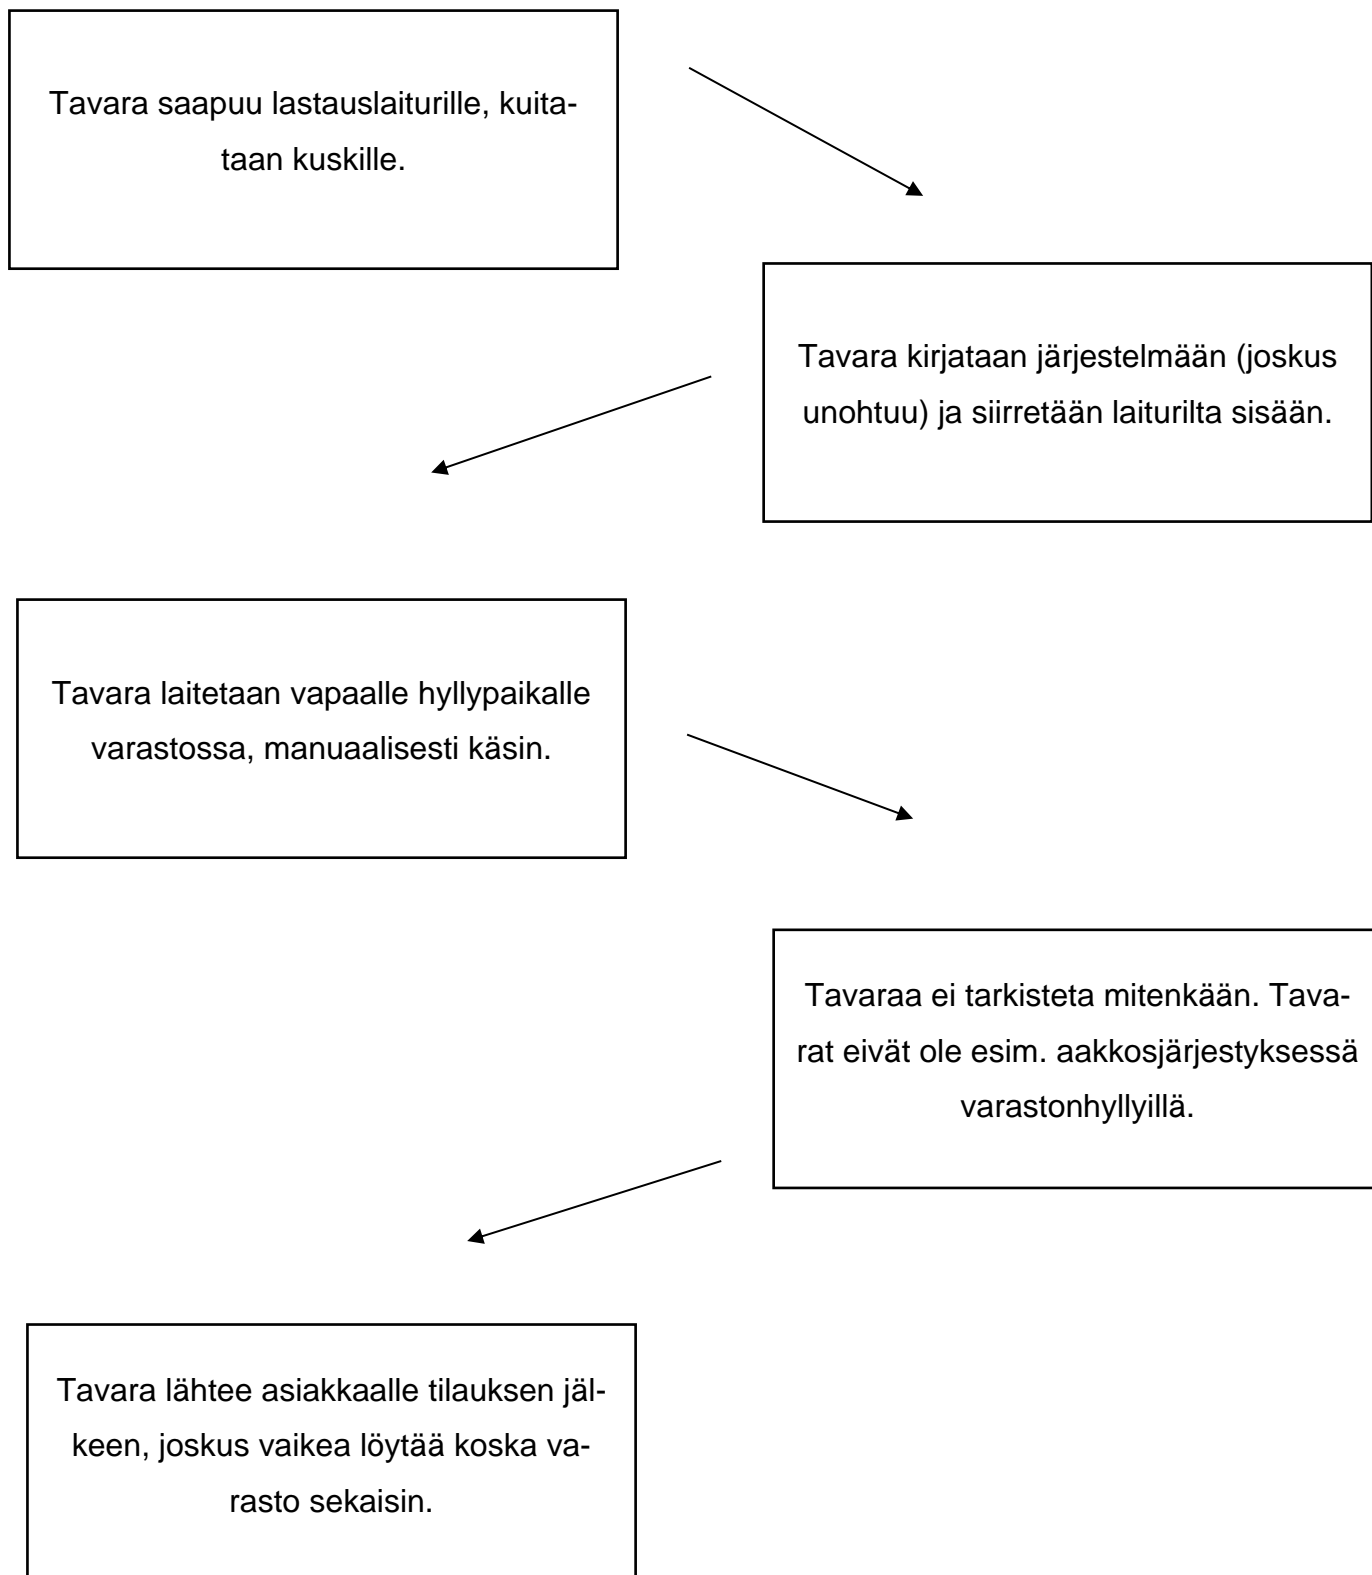 Tavara saapuu lastauslaiturille, kuita-
taan kuskille.
Tavara kirjataan järjestelmään (joskus
unohtuu) ja siirretään laiturilta sisään.
Tavara laitetaan vapaalle hyllypaikalle
varastossa, manuaalisesti käsin.
Tavaraa ei tarkisteta mitenkään. Tava-
rat eivät ole esim. aakkosjärjestyksessä
varastonhyllyillä.
Tavara lähtee asiakkaalle tilauksen jäl-
keen, joskus vaikea löytää koska va-
rasto sekaisin.